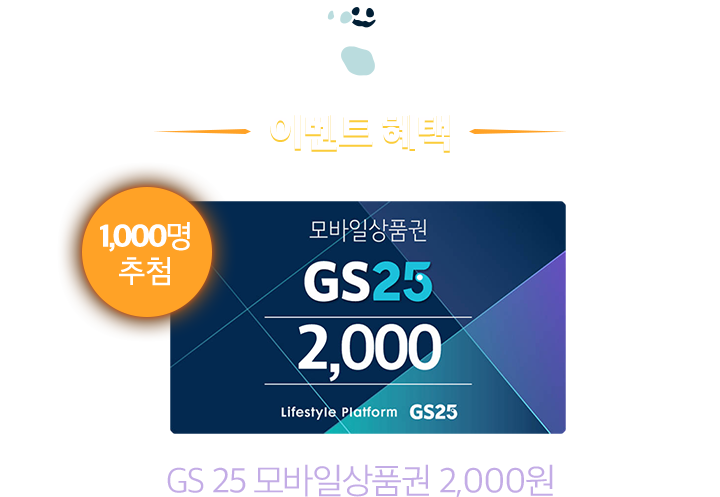 이벤트 혜택
1,000명
추첨
모바일상품권
GS25
2,000
Lifestyle Platform GS25
GS 25 모바일상품권 2,000원